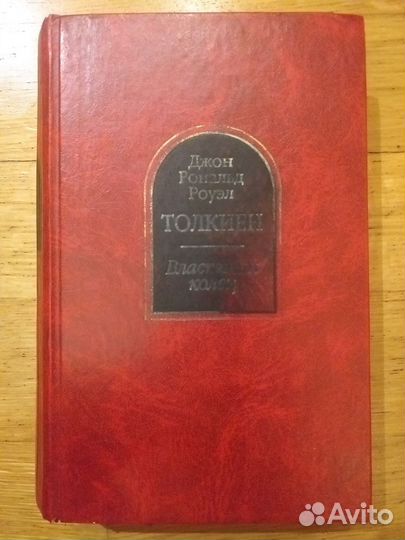 Джон
Рональд
Роуэл
ТОЛКИЕН
Властелин
колец
Avito